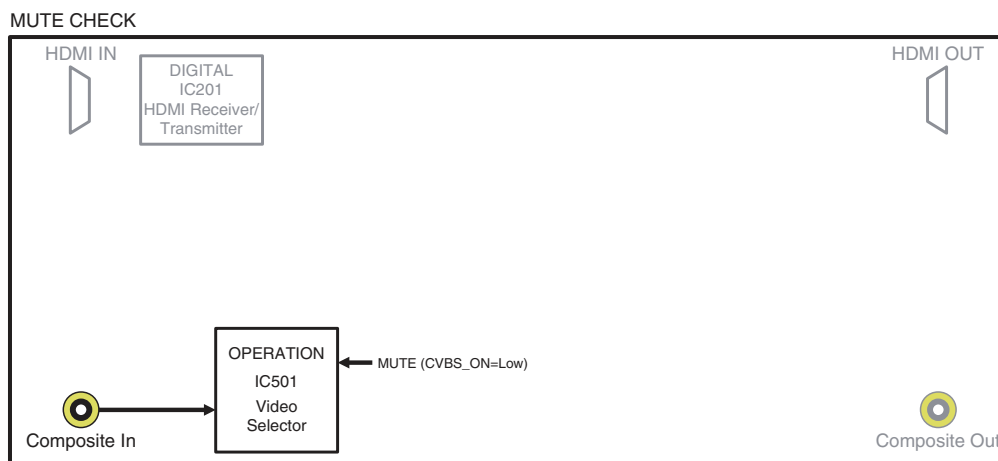 MUTE CHECK
HDMI IN
HDMI OUT
DIGITAL
IC201
HDMI Receiver/
Transmitter
OPERATION
IC501
Video
Selector
MUTE (CVBS_ON=Low)
Composite In
Composite Out